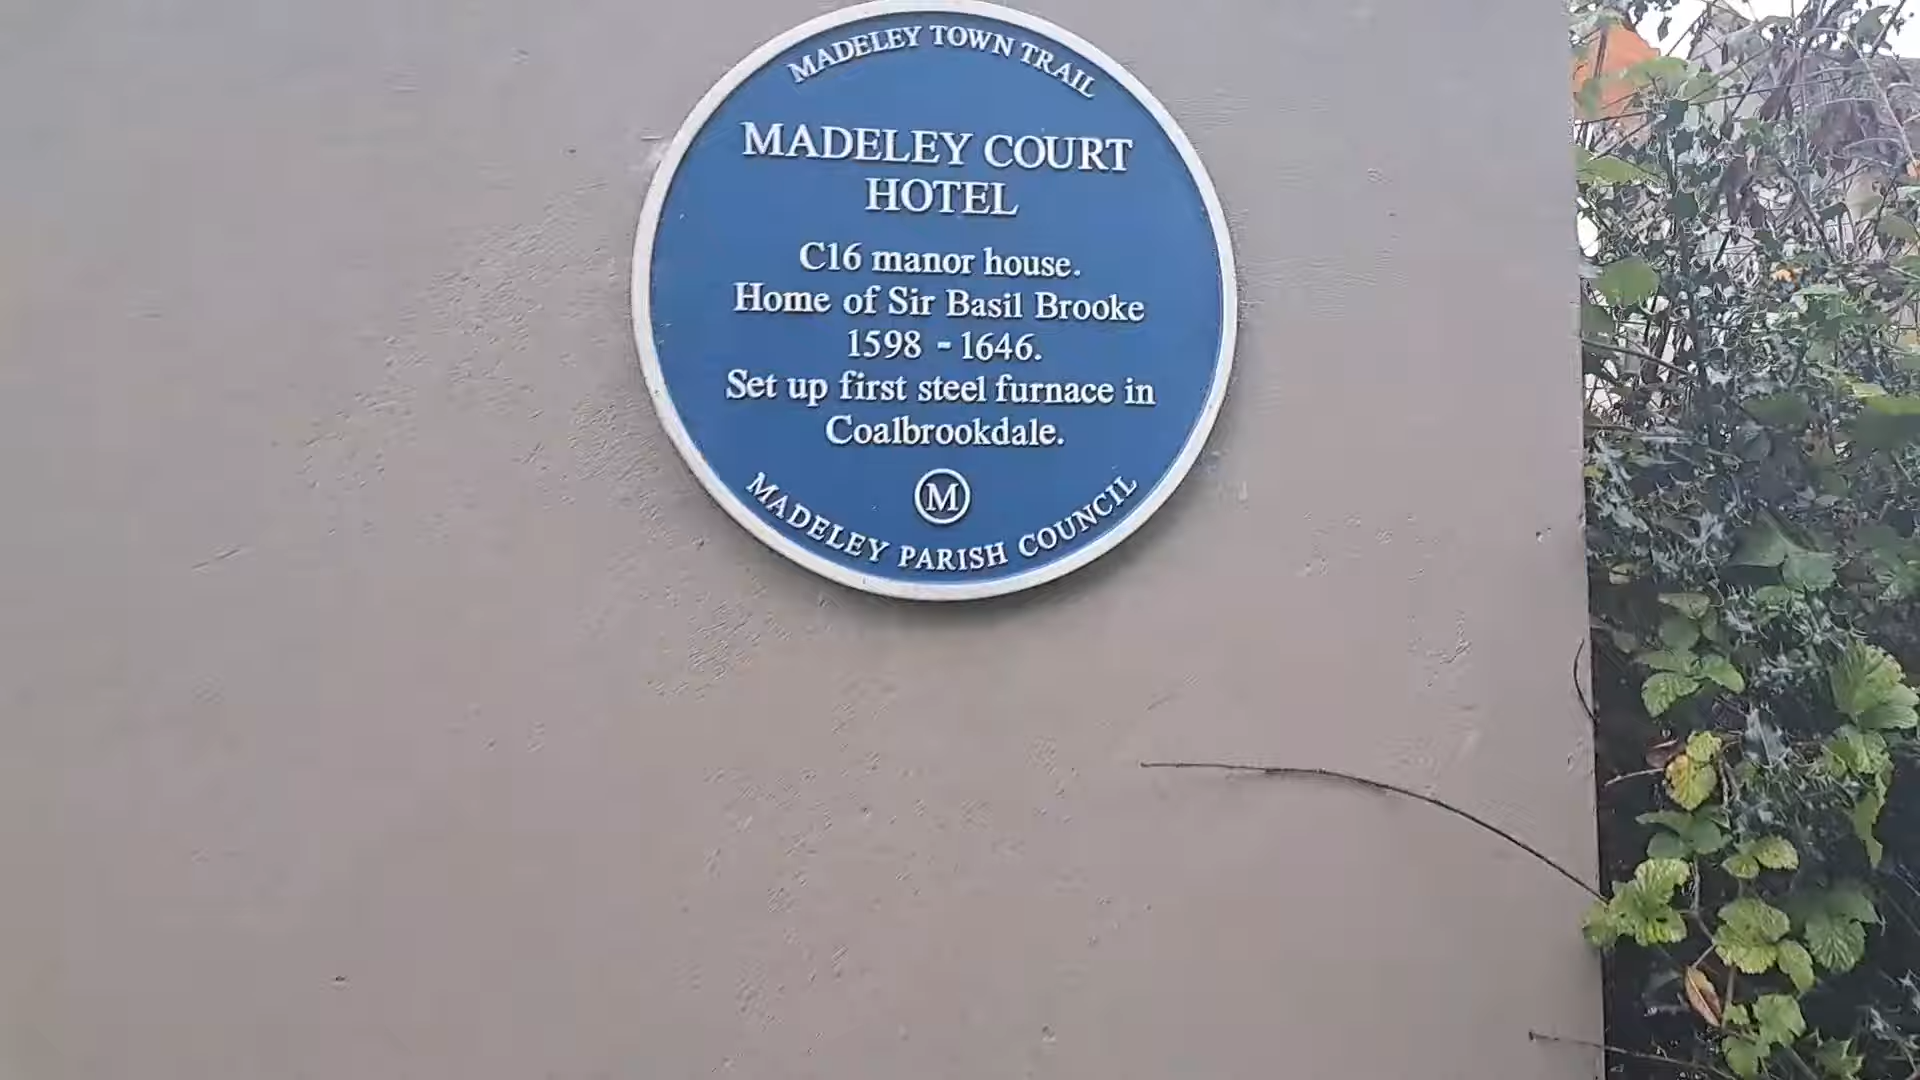 MADELEY TOWN TRAIL
MADELEY COURT
HOTEL
C16 manor house.
Home of Sir Basil Brooke
1598 - 1646.
Set up first steel furnace in
Coalbrookdale.
M
MADELEY PARISH COUNCIL